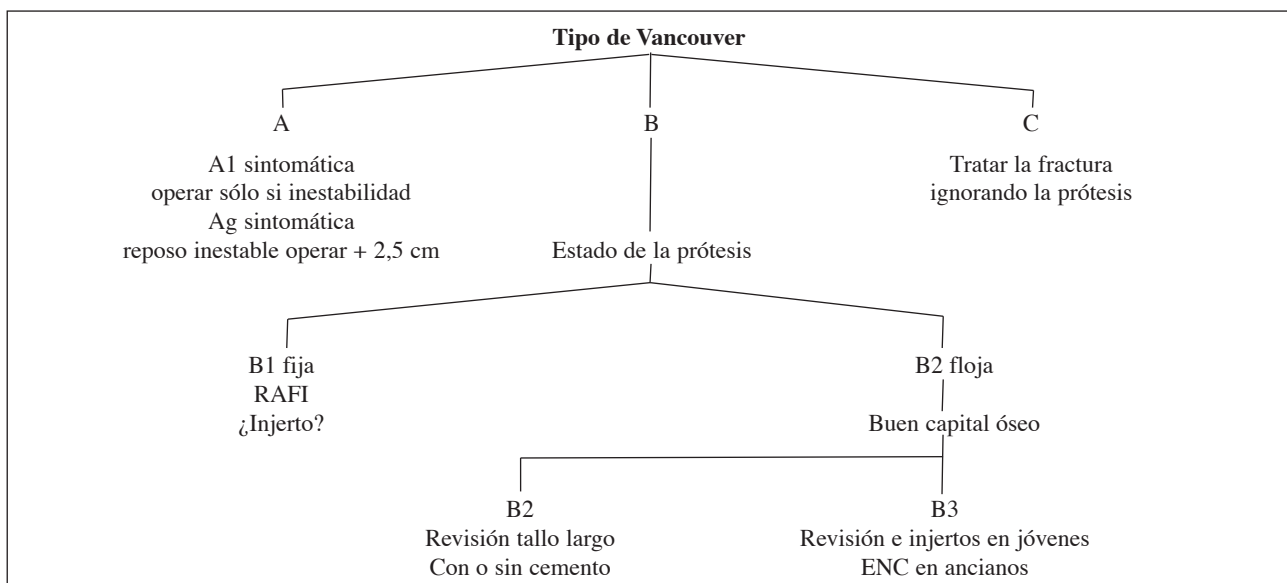 Tipo de Vancouver
A
B
C
A1 sintomática
operar sólo si inestabilidad
Ag sintomática
reposo inestable operar + 2,5 cm
Tratar la fractura
ignorando la prótesis
Estado de la prótesis
B1 fija
RAFI
¿Injerto?
B2 floja
Buen capital óseo
B2
Revisión tallo largo
Con o sin cemento
B3
Revisión e injertos en jóvenes
ENC en ancianos